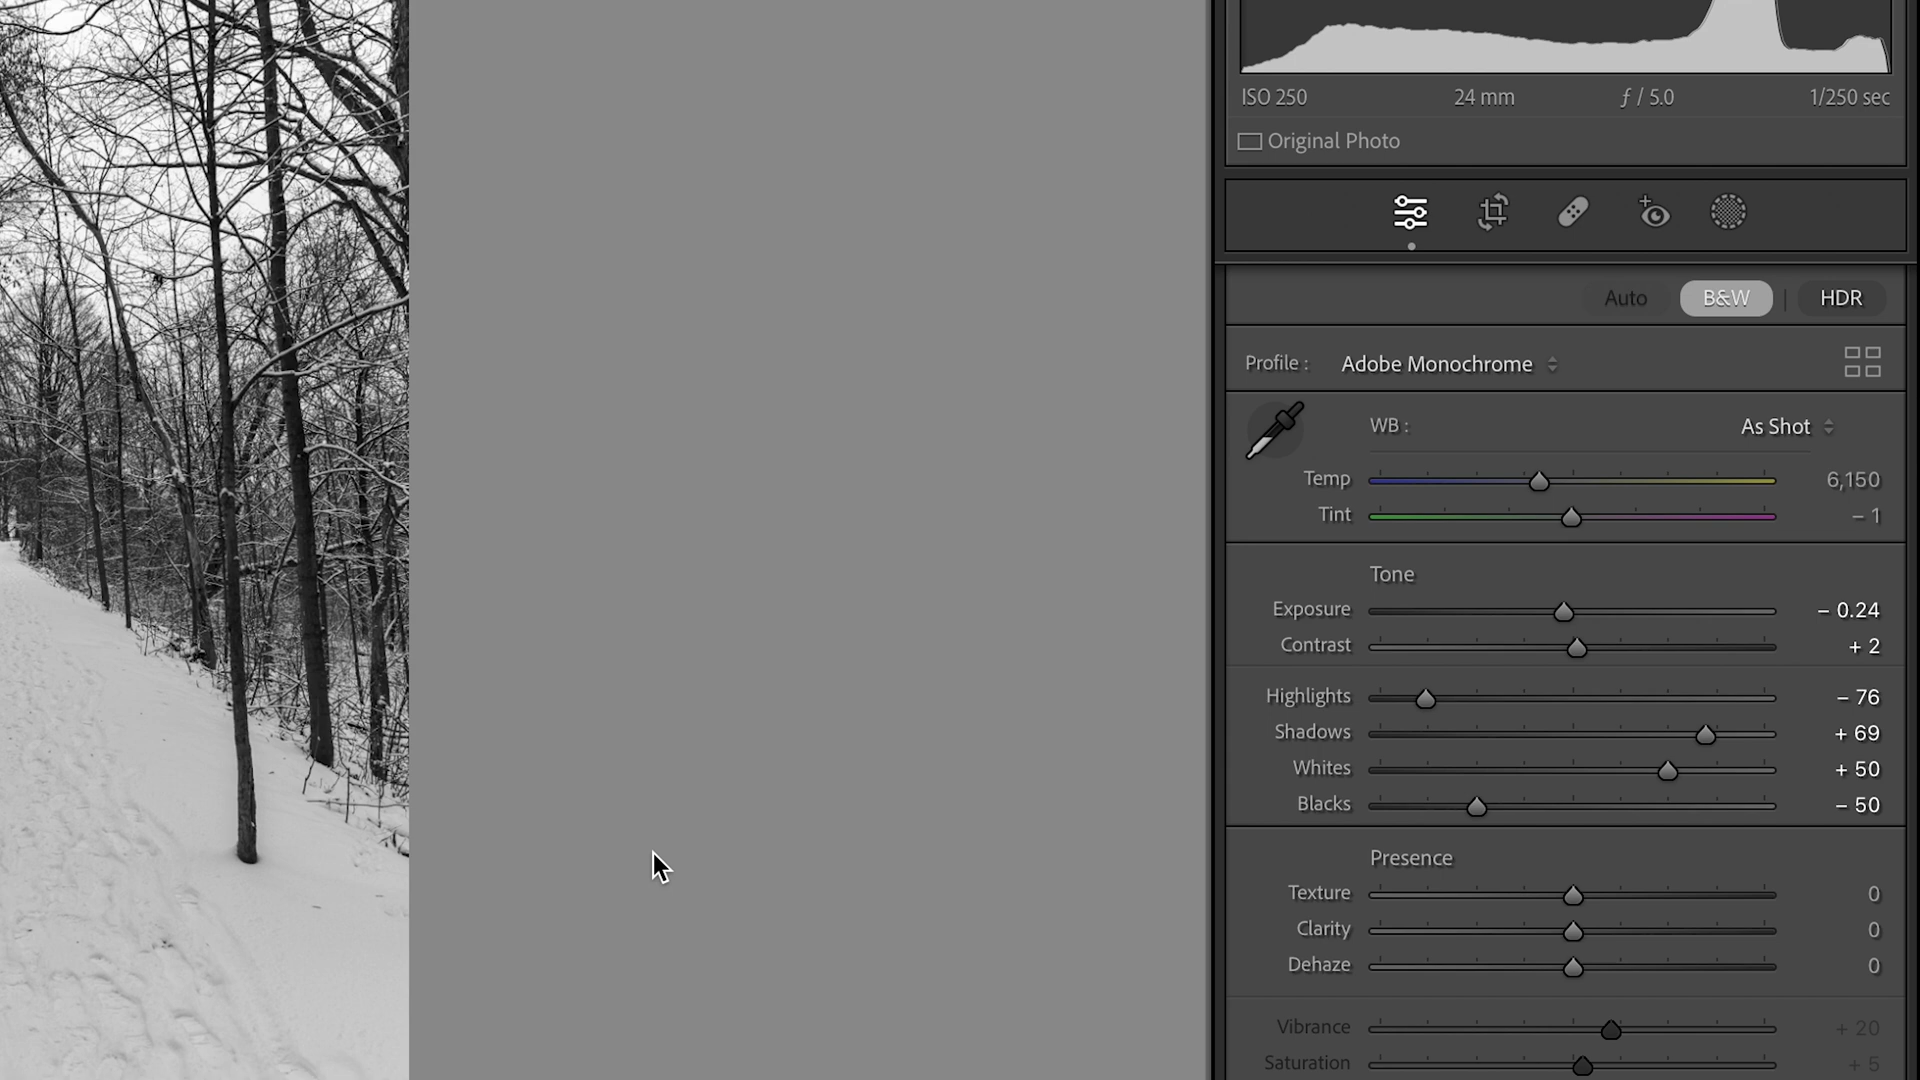 ISO 250 24 mm ƒ / 5.0 1/250 sec
Original Photo
Auto B&W | HDR
Profile : Adobe Monochrome
WB : As Shot
Temp 6,150
Tint – 1
Tone
Exposure – 0.24
Contrast + 2
Highlights – 76
Shadows + 69
Whites + 50
Blacks – 50
Presence
Texture 0
Clarity 0
Dehaze 0
Vibrance + 20
Saturation + 5